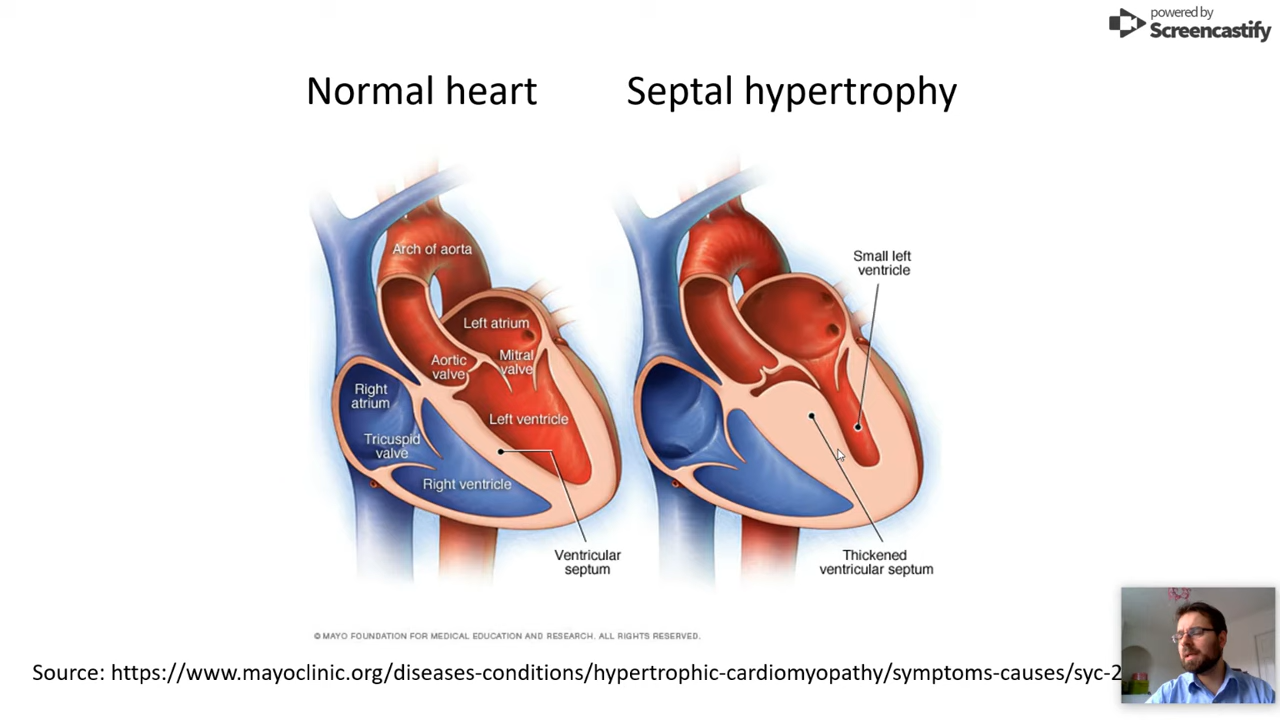 powered by
Screencastify
Normal heart
Septal hypertrophy
Arch of aorta
Left atrium
Aortic
valve
Mitral
valve
Right
atrium
Left ventricle
Tricuspid
valve
Right ventricle
Ventricular
septum
Small left
ventricle
Thickened
ventricular septum
© MAYO FOUNDATION FOR MEDICAL EDUCATION AND RESEARCH. ALL RIGHTS RESERVED.
Source: https://www.mayoclinic.org/diseases-conditions/hypertrophic-cardiomyopathy/symptoms-causes/syc-2